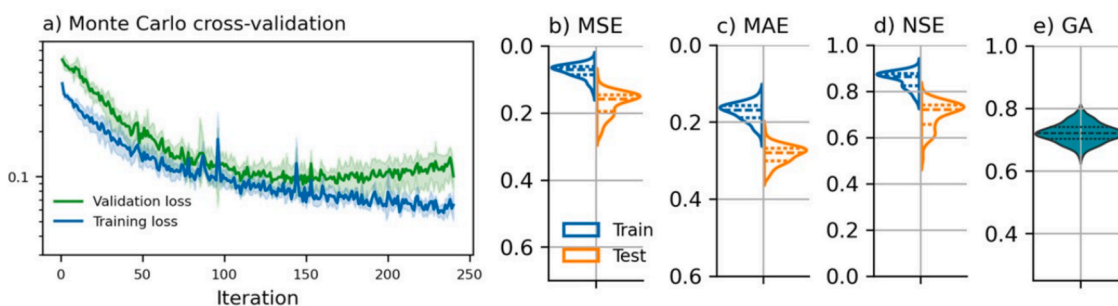 a) Monte Carlo cross-validation
0.1
Validation loss
Training loss
0 50 100 150 200 250
Iteration
b) MSE
0.0
0.2
0.4
0.6
Train
Test
c) MAE
0.0
0.2
0.4
0.6
d) NSE
1.0
0.8
0.6
0.4
0.2
0.0
e) GA
1.0
0.8
0.6
0.4